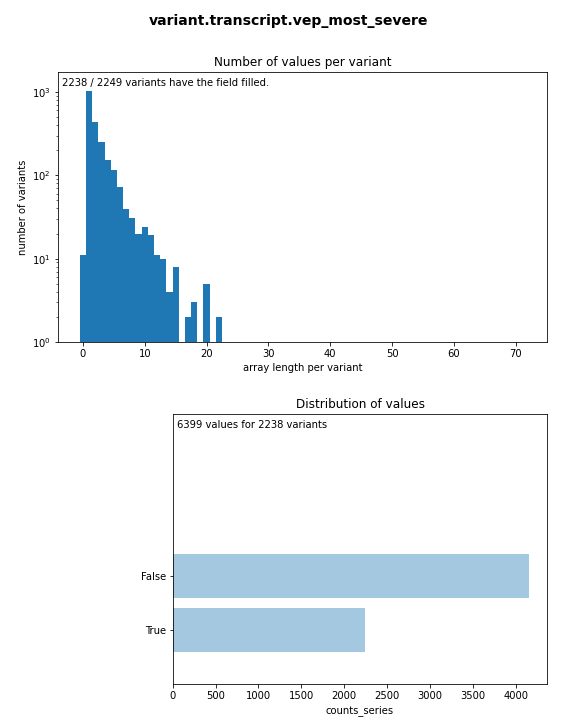 variant.transcript.vep_most_severe
Number of values per variant
2238 / 2249 variants have the field filled.
number of variants
10³
10²
10¹
10⁰
0 10 20 30 40 50 60 70
array length per variant
Distribution of values
6399 values for 2238 variants
False
True
0 500 1000 1500 2000 2500 3000 3500 4000
counts_series